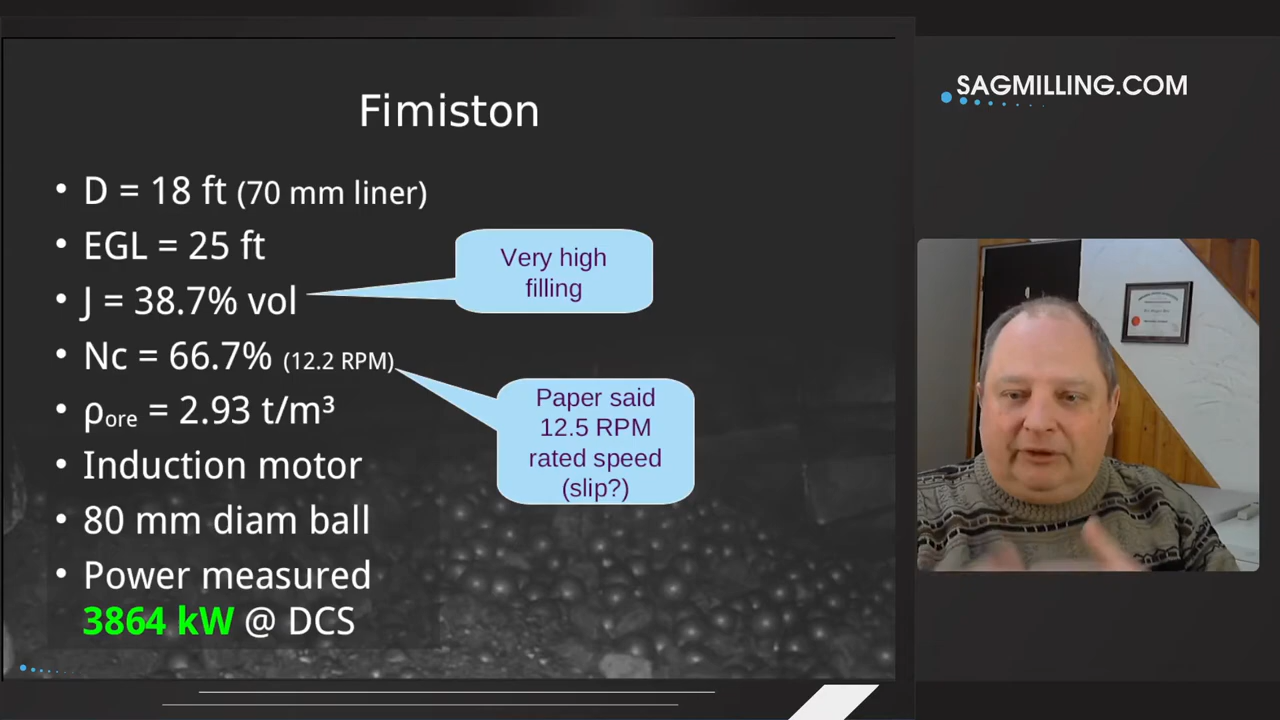 SAGMILLING.COM
Fimiston
• D = 18 ft (70 mm liner)
• EGL = 25 ft
• J = 38.7% vol
• Nc = 66.7% (12.2 RPM)
• ρore = 2.93 t/m³
• Induction motor
• 80 mm diam ball
• Power measured
3864 kW @ DCS
Very high
filling
Paper said
12.5 RPM
rated speed
(slip?)